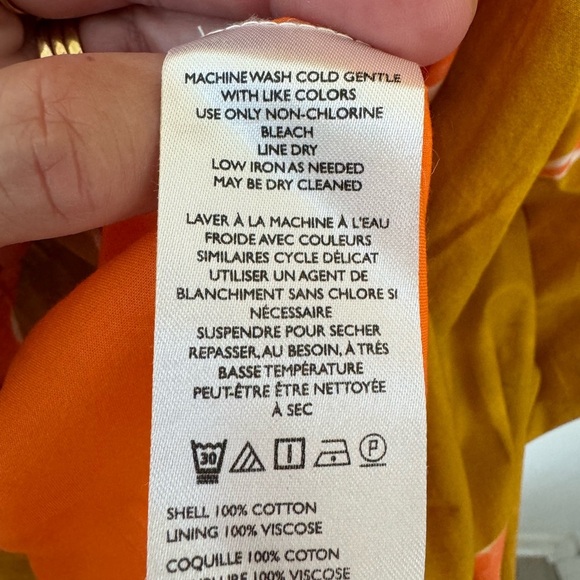 MACHINE WASH COLD GENTLE
WITH LIKE COLORS
USE ONLY NON-CHLORINE
BLEACH
LINE DRY
LOW IRON AS NEEDED
MAY BE DRY CLEANED
LAVER À LA MACHINE À L'EAU
FROIDE AVEC COULEURS
SIMILAIRES CYCLE DÉLICAT
UTILISER UN AGENT DE
BLANCHIMENT SANS CHLORE SI
NÉCESSAIRE
SUSPENDRE POUR SECHER
REPASSER, AU BESOIN, À TRÉS
BASSE TEMPÉRATURE
PEUT-ÊTRE ÊTRE NETTOYÉE
À SEC
30 P
SHELL 100% COTTON
LINING 100% VISCOSE
COQUILLE 100% COTON
100% VISCOSE